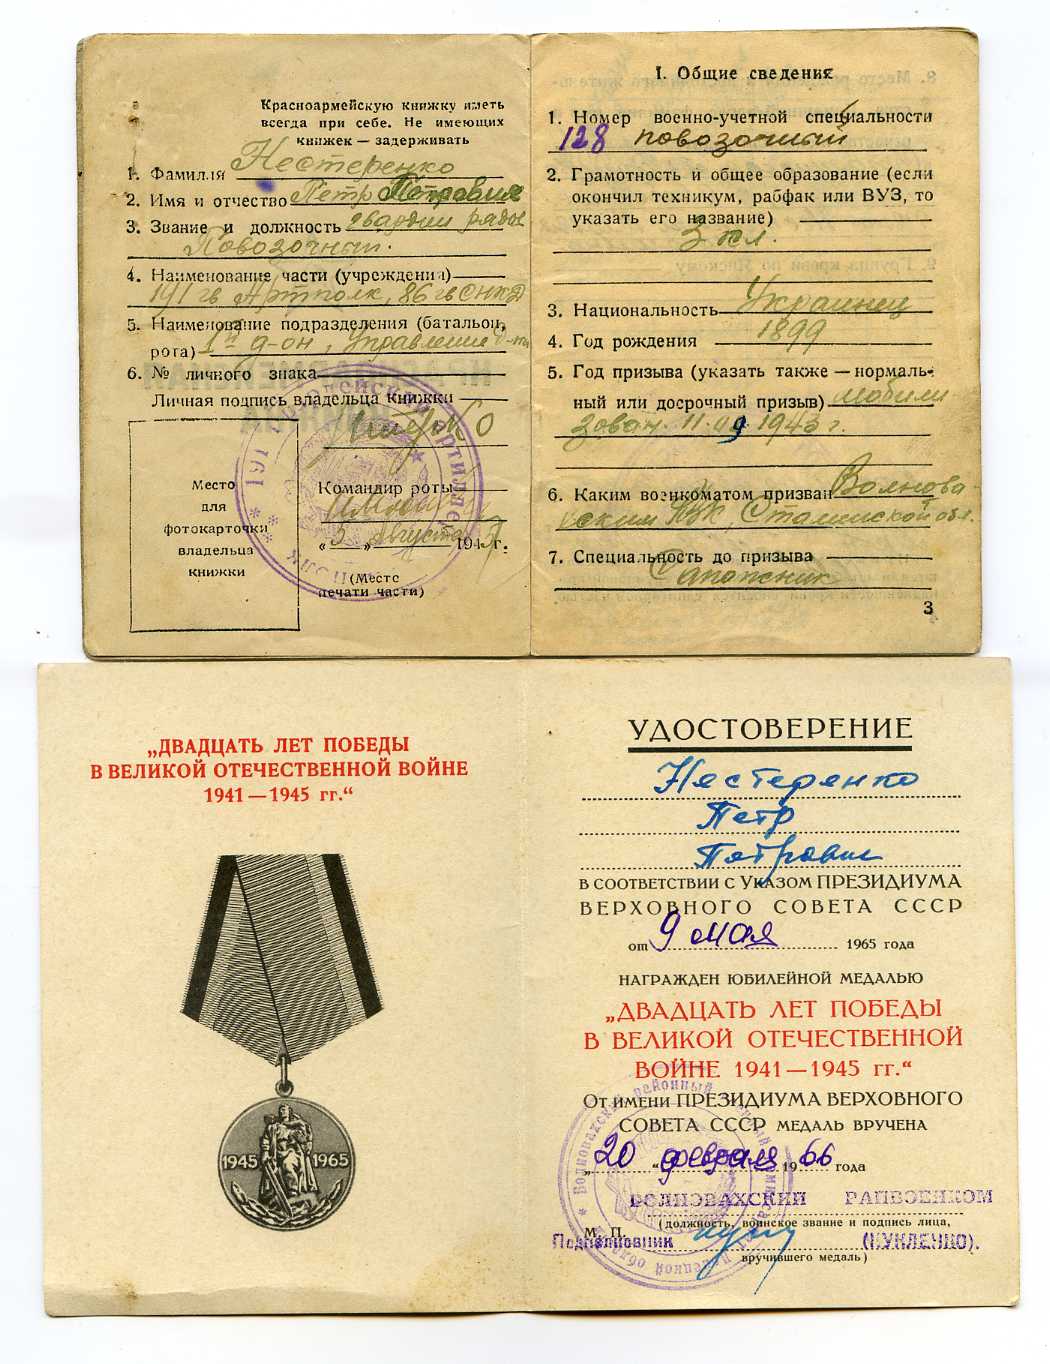 Красноармейскую книжку иметь
всегда при себе. Не имеющих
книжек — задерживать
1. Фамилия Нестеренко
2. Имя и отчество Петр Петрович
3. Звание и должность гвардии рядов
Повозочный.
4. Наименование части (учреждения)
191 гв Артполк, 86 гв СНКД
5. Наименование подразделения (батальон,
рота) 1й д-он, Управление
6. № личного знака
Личная подпись владельца книжки
Место
для
фотокарточки
владельца
книжки
Командир роты
„5" августа 194 г.
(Место
печати части)
I. Общие сведения
1. Номер военно-учетной специальности
128 повозочный
2. Грамотность и общее образование (если
окончил техникум, рабфак или ВУЗ, то
указать его название)
3 кл.
3. Национальность Украинец
4. Год рождения 1899
5. Год призыва (указать также — нормаль-
ный или досрочный призыв) мобили
зован 11 09 1943 г.
6. Каким военкоматом призван Волнова-
хским РВК, Сталинской обл.
7. Специальность до призыва
Сапожник
3
„ДВАДЦАТЬ ЛЕТ ПОБЕДЫ
В ВЕЛИКОЙ ОТЕЧЕСТВЕННОЙ ВОЙНЕ
1941 — 1945 гг.“
1945 1965
УДОСТОВЕРЕНИЕ
Нестеренко
Петр
Петрович
В СООТВЕТСТВИИ С УКАЗОМ ПРЕЗИДИУМА
ВЕРХОВНОГО СОВЕТА СССР
от 9 мая 1965 года
НАГРАЖДЕН ЮБИЛЕЙНОЙ МЕДАЛЬЮ
„ДВАДЦАТЬ ЛЕТ ПОБЕДЫ
В ВЕЛИКОЙ ОТЕЧЕСТВЕННОЙ
ВОЙНЕ 1941 — 1945 гг.“
ОТ ИМЕНИ ПРЕЗИДИУМА ВЕРХОВНОГО
СОВЕТА СССР МЕДАЛЬ ВРУЧЕНА
„20“ февраля 1966 года
ВОЛНОВАХСКИЙ РАЙВОЕНКОМ
(должность, воинское звание и подпись лица,
М. П.
Подполковник (КУКЛЕНКО).
вручившего медаль)